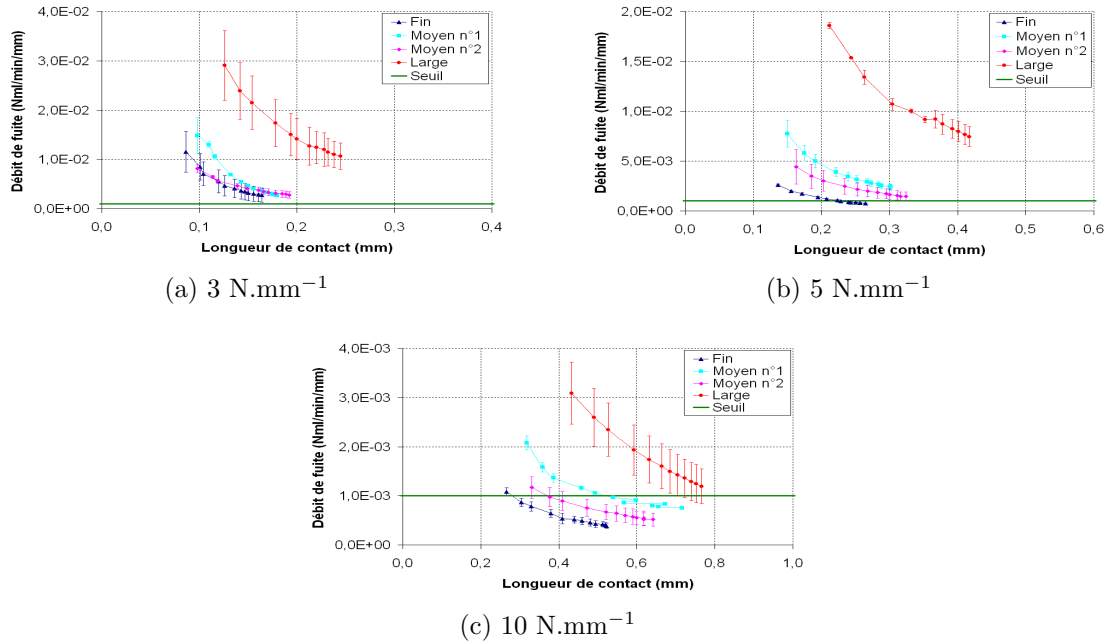 Débit de fuite (Nml/min/mm)
4,0E-02
3,0E-02
2,0E-02
1,0E-02
0,0E+00
0,0
0,1
0,2
0,3
0,4
Longueur de contact (mm)
Fin
Moyen n°1
Moyen n°2
Large
Seuil
(a) 3 N.mm⁻¹
Débit de fuite (Nml/min/mm)
2,0E-02
1,5E-02
1,0E-02
5,0E-03
0,0E+00
0,0
0,1
0,2
0,3
0,4
0,5
0,6
Longueur de contact (mm)
Fin
Moyen n°1
Moyen n°2
Large
Seuil
(b) 5 N.mm⁻¹
Débit de fuite (Nml/min/mm)
4,0E-03
3,0E-03
2,0E-03
1,0E-03
0,0E+00
0,0
0,2
0,4
0,6
0,8
1,0
Longueur de contact (mm)
Fin
Moyen n°1
Moyen n°2
Large
Seuil
(c) 10 N.mm⁻¹